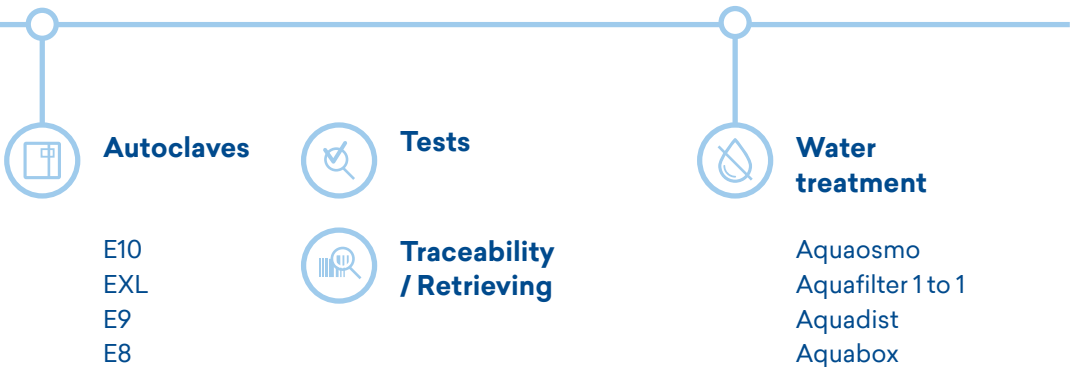 Autoclaves
E10
EXL
E9
E8
Tests
Traceability
/ Retrieving
Water
treatment
Aquaosmo
Aquafilter 1 to 1
Aquadist
Aquabox